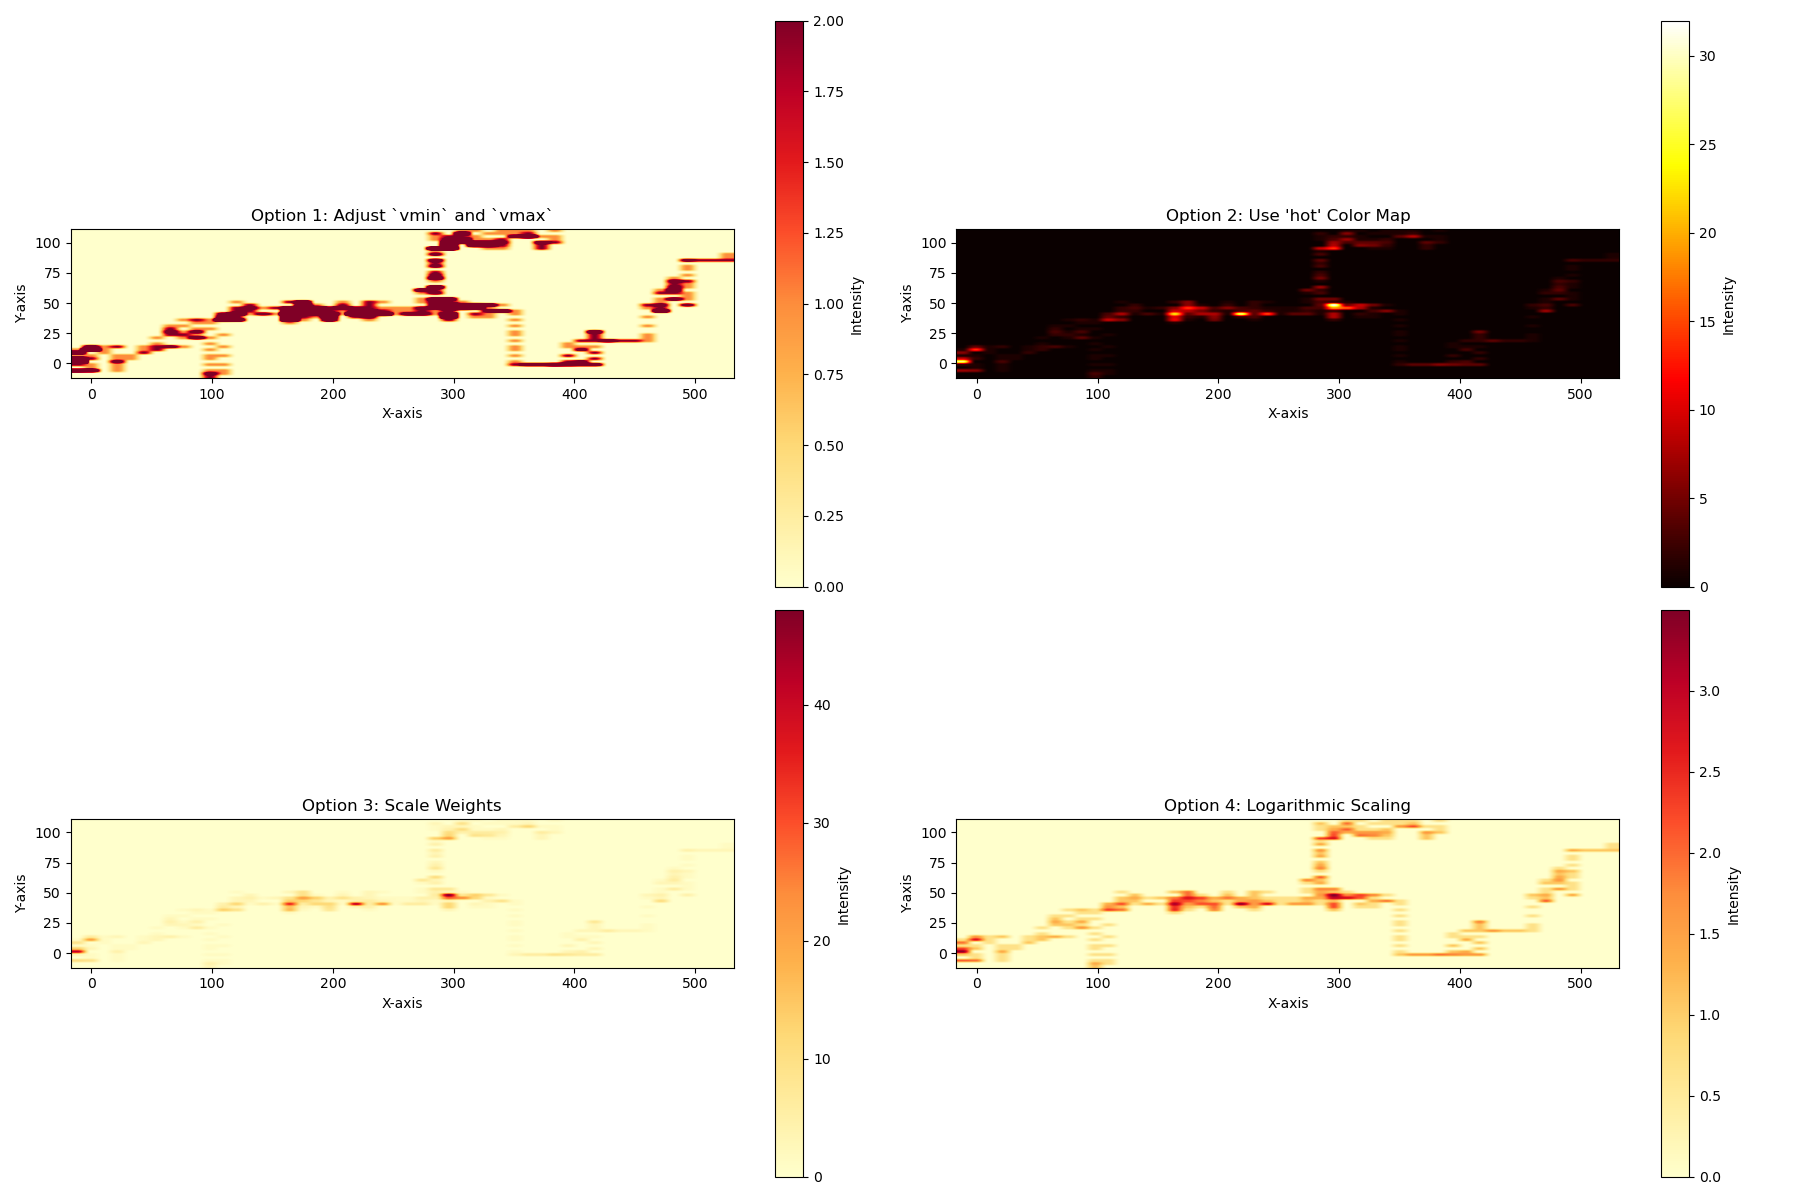 Option 1: Adjust `vmin` and `vmax`
100
75
50
25
0
Y-axis
0 100 200 300 400 500
X-axis
2.00
1.75
1.50
1.25
1.00
0.75
0.50
0.25
0.00
Intensity
Option 2: Use 'hot' Color Map
100
75
50
25
0
Y-axis
0 100 200 300 400 500
X-axis
30
25
20
15
10
5
0
Intensity
Option 3: Scale Weights
100
75
50
25
0
Y-axis
0 100 200 300 400 500
X-axis
40
30
20
10
0
Intensity
Option 4: Logarithmic Scaling
100
75
50
25
0
Y-axis
0 100 200 300 400 500
X-axis
3.0
2.5
2.0
1.5
1.0
0.5
0.0
Intensity